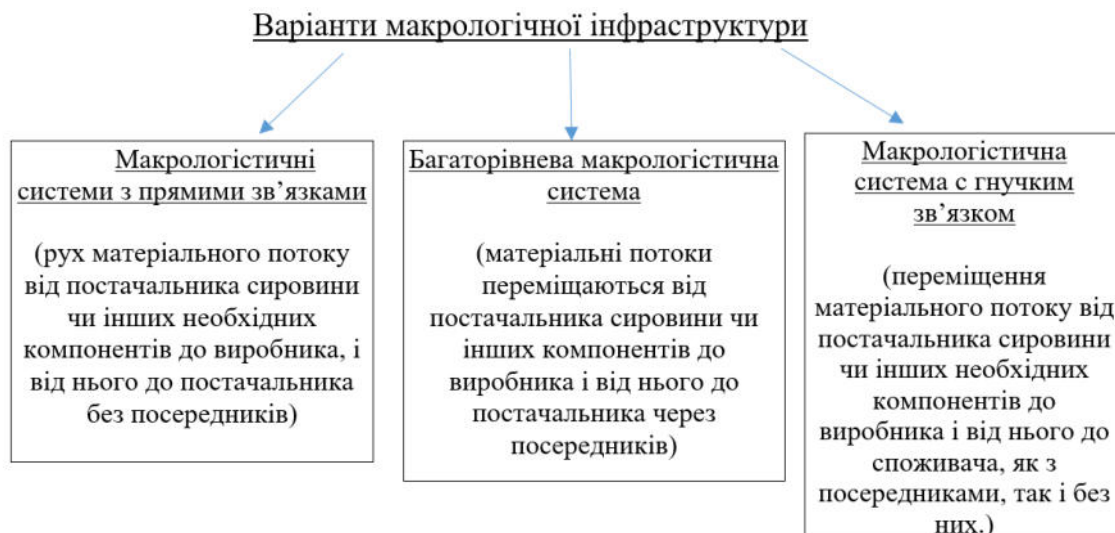 Варіанти макрологічної інфраструктури
Макрологістичні
системи з прямими зв’язками
(рух матеріального потоку
від постачальника сировини
чи інших необхідних
компонентів до виробника, і
від нього до постачальника
без посередників)
Багаторівнева макрологістична
система
(матеріальні потоки
переміщаються від
постачальника сировини чи
інших компонентів до
виробника і від нього до
постачальника через
посередників)
Макрологістична
система с гнучким
зв’язком
(переміщення
матеріального потоку від
постачальника сировини
чи інших необхідних
компонентів до
виробника і від нього до
споживача, як з
посередниками, так і без
них.)